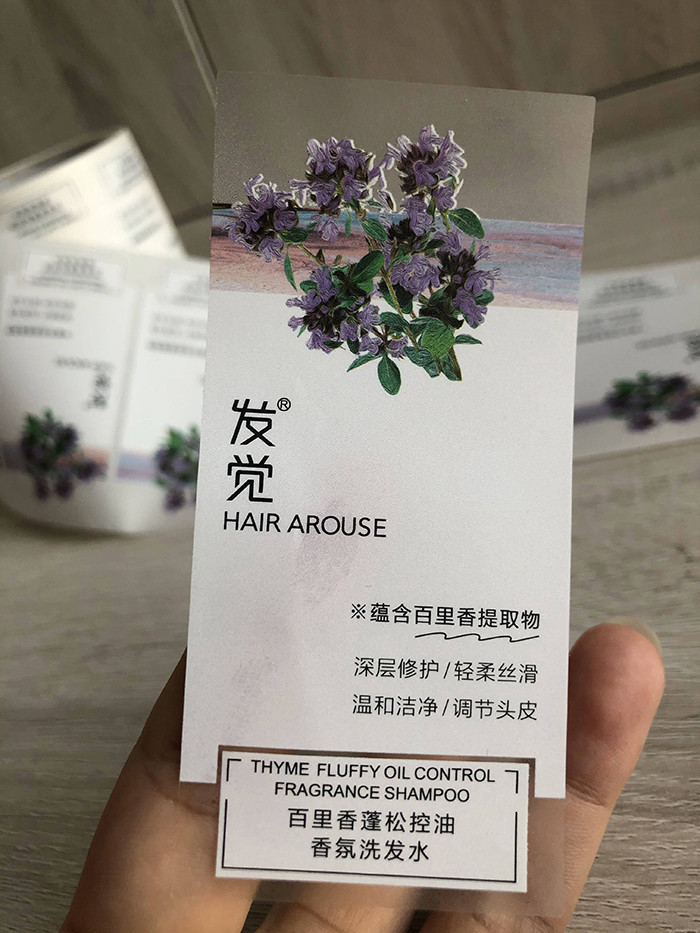 发®
觉
HAIR AROUSE
※蕴含百里香提取物
深层修护/轻柔丝滑
温和洁净/调节头皮
THYME FLUFFY OIL CONTROL
FRAGRANCE SHAMPOO
百里香蓬松控油
香氛洗发水